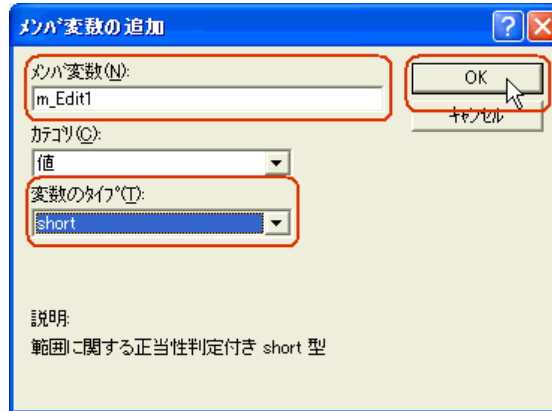 メンバ変数の追加
メンバ変数(N):
m_Edit1
OK
キャンセル
カテゴリ(C):
値
変数のタイプ(T):
short
説明:
範囲に関する正当性判定付き short 型